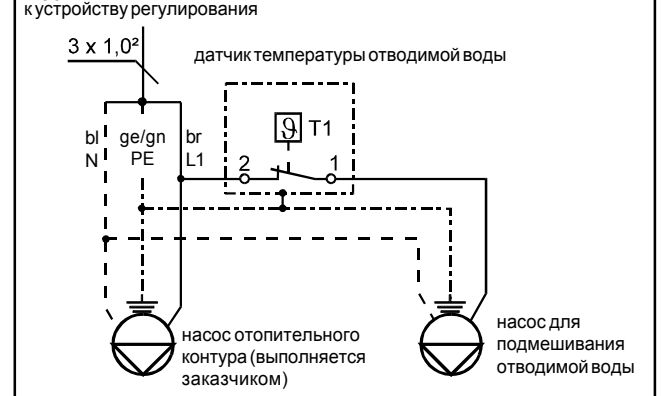 к устройству регулирования
3 x 1,0²
датчик температуры отводимой воды
ϑ T1
bl ge/gn br
N PE L1
2 1
насос отопительного
контура (выполняется
заказчиком)
насос для
подмешивания
отводимой воды